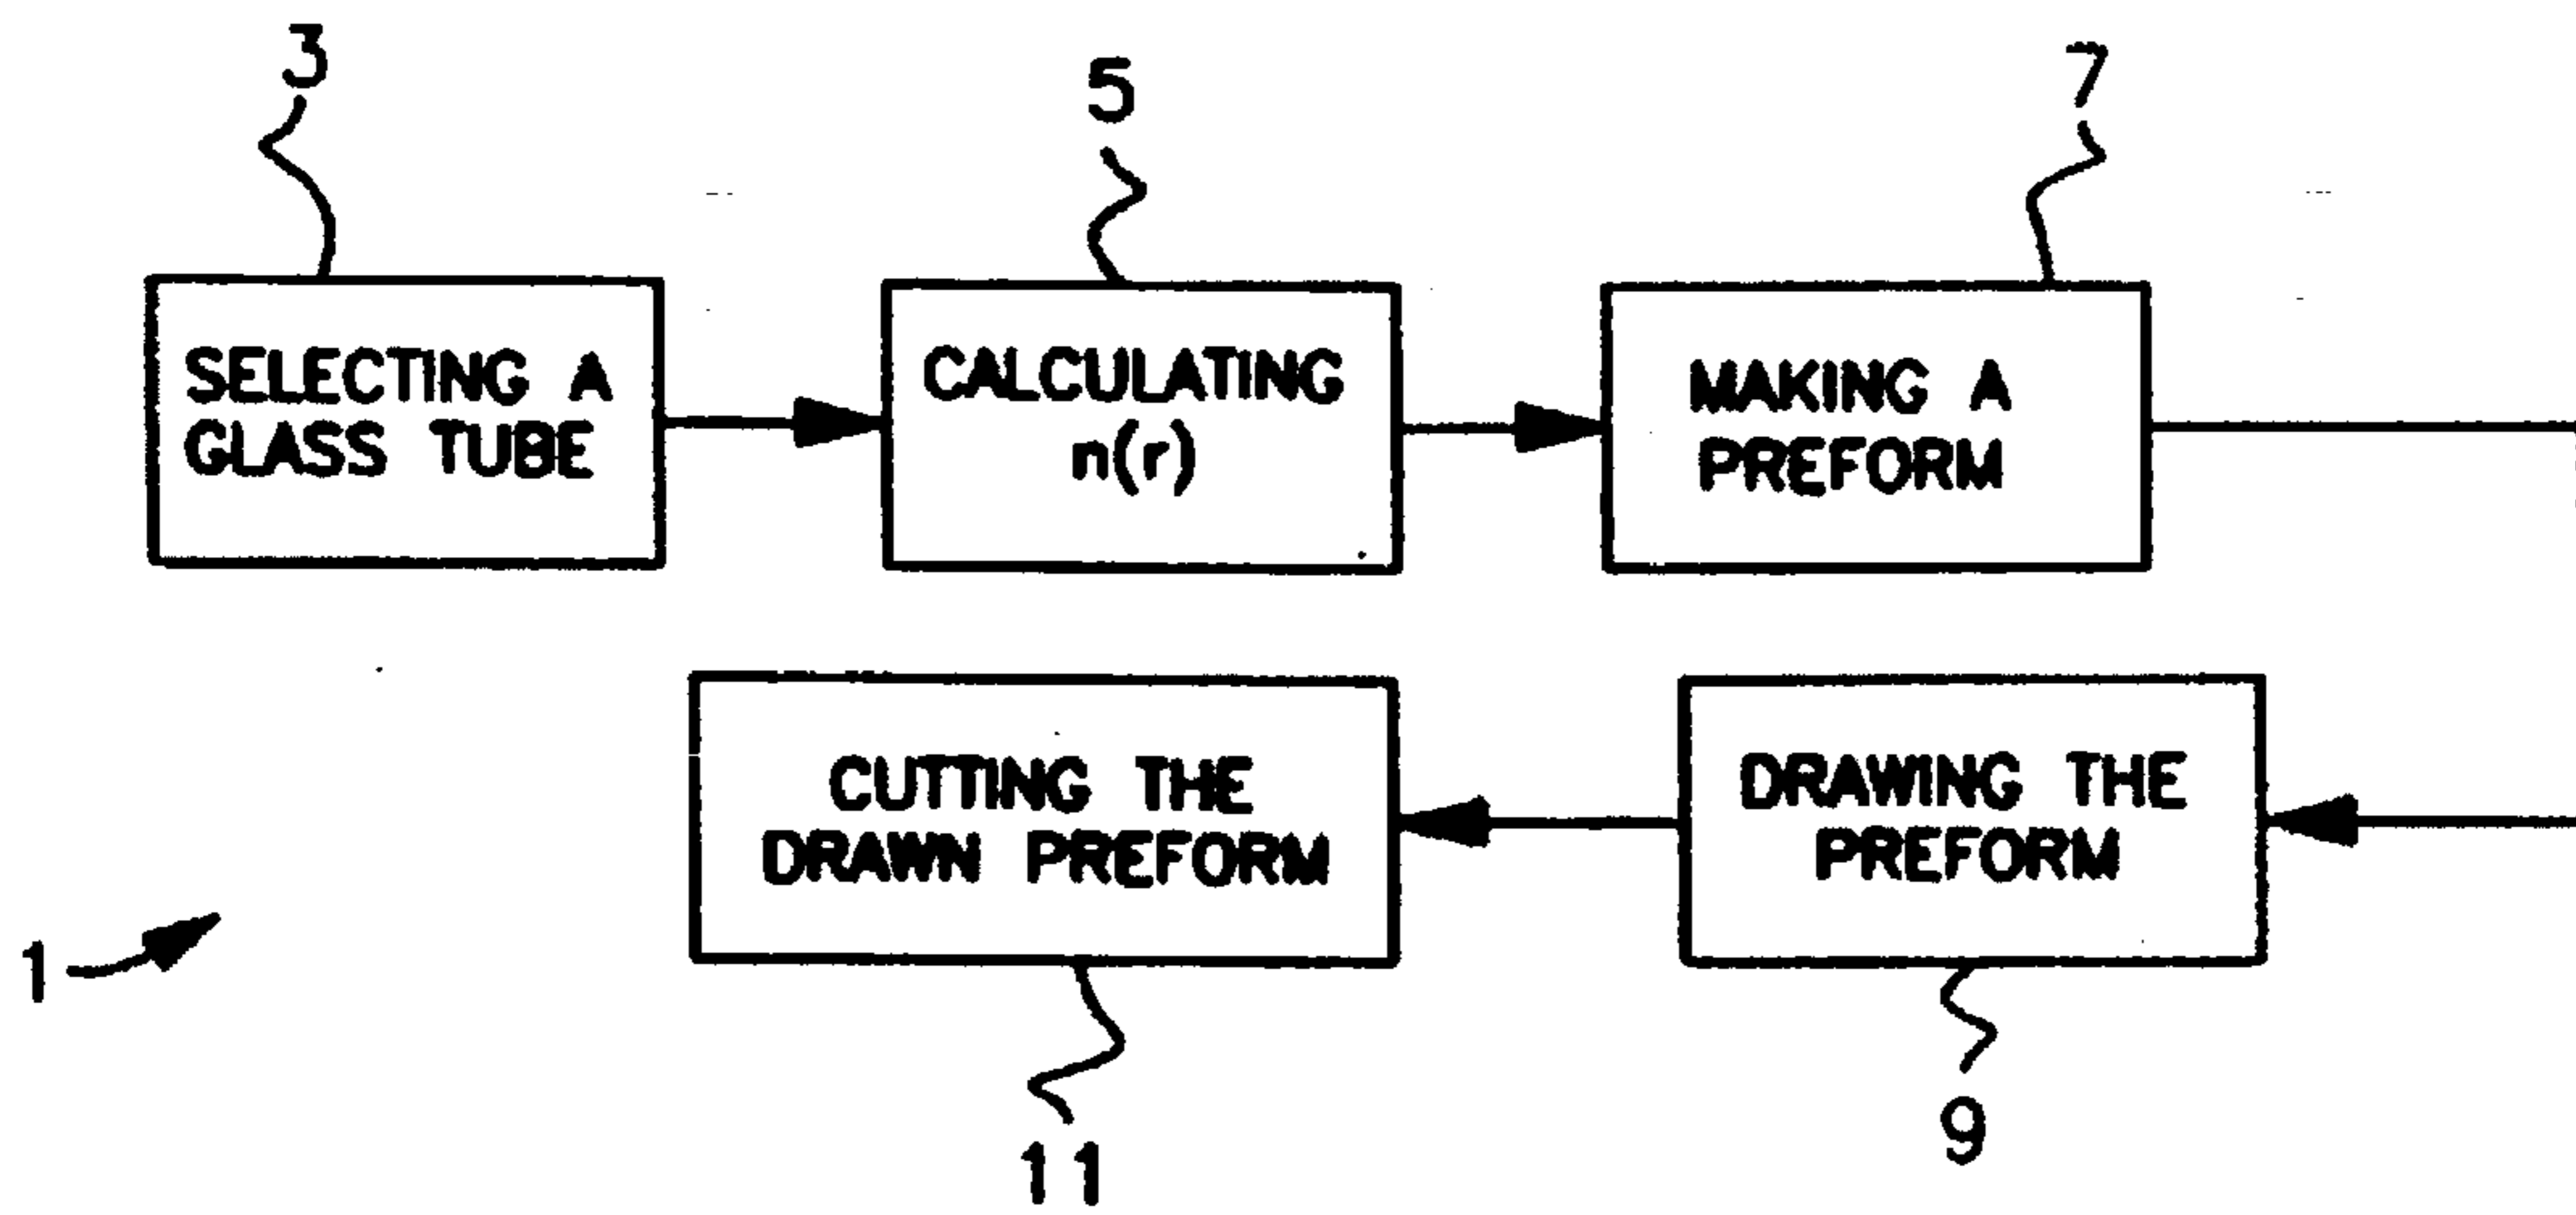 3
5
7
SELECTING A
GLASS TUBE
CALCULATING
n(r)
MAKING A
PREFORM
CUTTING THE
DRAWN PREFORM
DRAWING THE
PREFORM
1
11
9